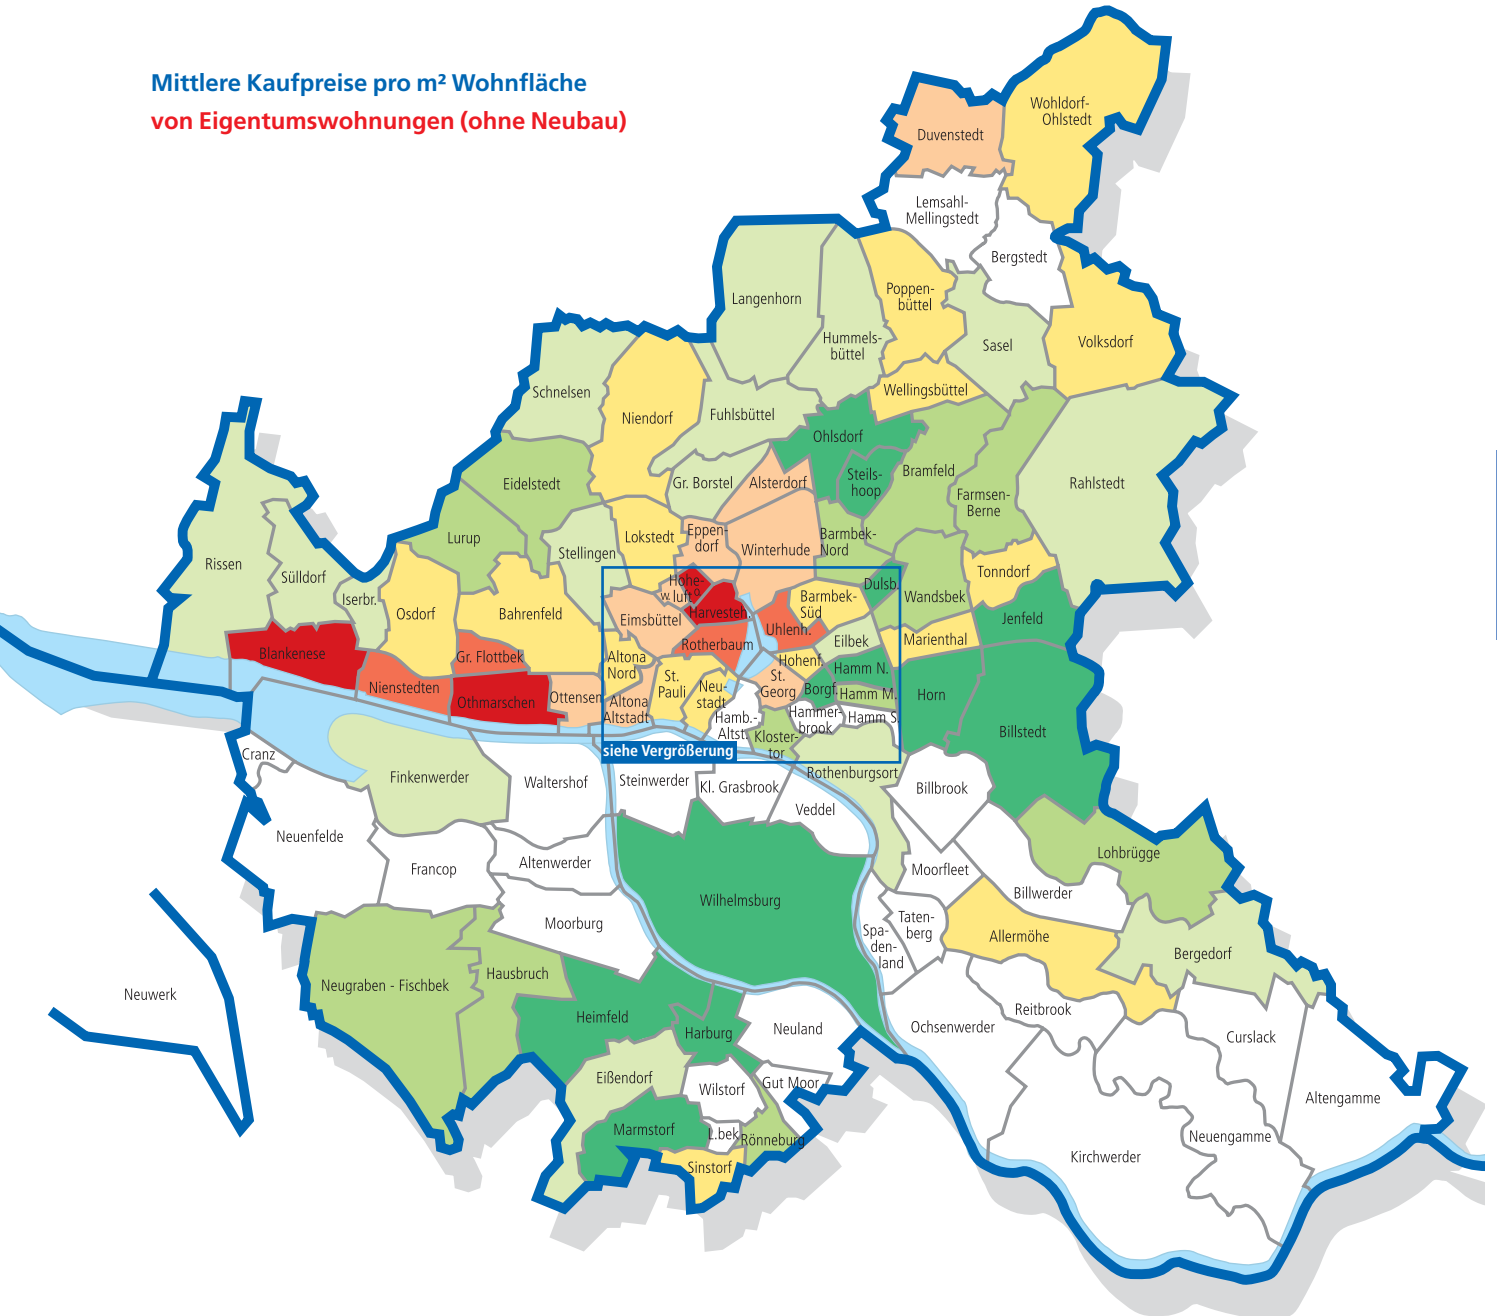 Mittlere Kaufpreise pro m² Wohnfläche
von Eigentumswohnungen (ohne Neubau)
Wohldorf-
Ohlstedt
Duvenstedt
Lemsahl-
Mellingstedt
Bergstedt
Langenhorn
Poppen-
büttel
Hummels-
büttel
Sasel
Volksdorf
Schnelsen
Niendorf
Fuhlsbüttel
Wellingsbüttel
Ohlsdorf
Eidelstedt
Gr. Borstel
Alsterdorf
Steils-
hoop
Bramfeld
Farmsen-
Berne
Rahlstedt
Lurup
Stellingen
Lokstedt
Eppen-
dorf
Winterhude
Barmbek-
Nord
Rissen
Sülldorf
Iserbr.
Osdorf
Bahrenfeld
Hohe-
w.luft
O.
Harvesteh.
Eimsbüttel
Dulsb.
Barmbek-
Süd
Wandsbek
Tonndorf
Jenfeld
Blankenese
Gr. Flottbek
Rotherbaum
Uhlenh.
Eilbek
Marienthal
Nienstedten
Othmarschen
Ottensen
Altona
Nord
Altona
Altstadt
St.
Pauli
Neu-
stadt
Hohenf.
St.
Georg
Borgf.
Hamm N.
Hamm M.
Hamm S.
Horn
Billstedt
Hamb.-
Altst.
Hammer-
brook
Kloster-
tor
siehe Vergrößerung
Rothenburgsort
Cranz
Finkenwerder
Waltershof
Steinwerder
Kl. Grasbrook
Veddel
Billbrook
Neuenfelde
Francop
Altenwerder
Moorburg
Wilhelmsburg
Moorfleet
Billwerder
Lohbrügge
Spa-
den-
land
Taten-
berg
Allermöhe
Bergedorf
Neuwerk
Neugraben - Fischbek
Hausbruch
Heimfeld
Harburg
Neuland
Ochsenwerder
Reitbrook
Curslack
Altengamme
Eißendorf
Wilstorf
Gut Moor
Marmstorf
L.bek
Rönneburg
Sinstorf
Kirchwerder
Neuengamme